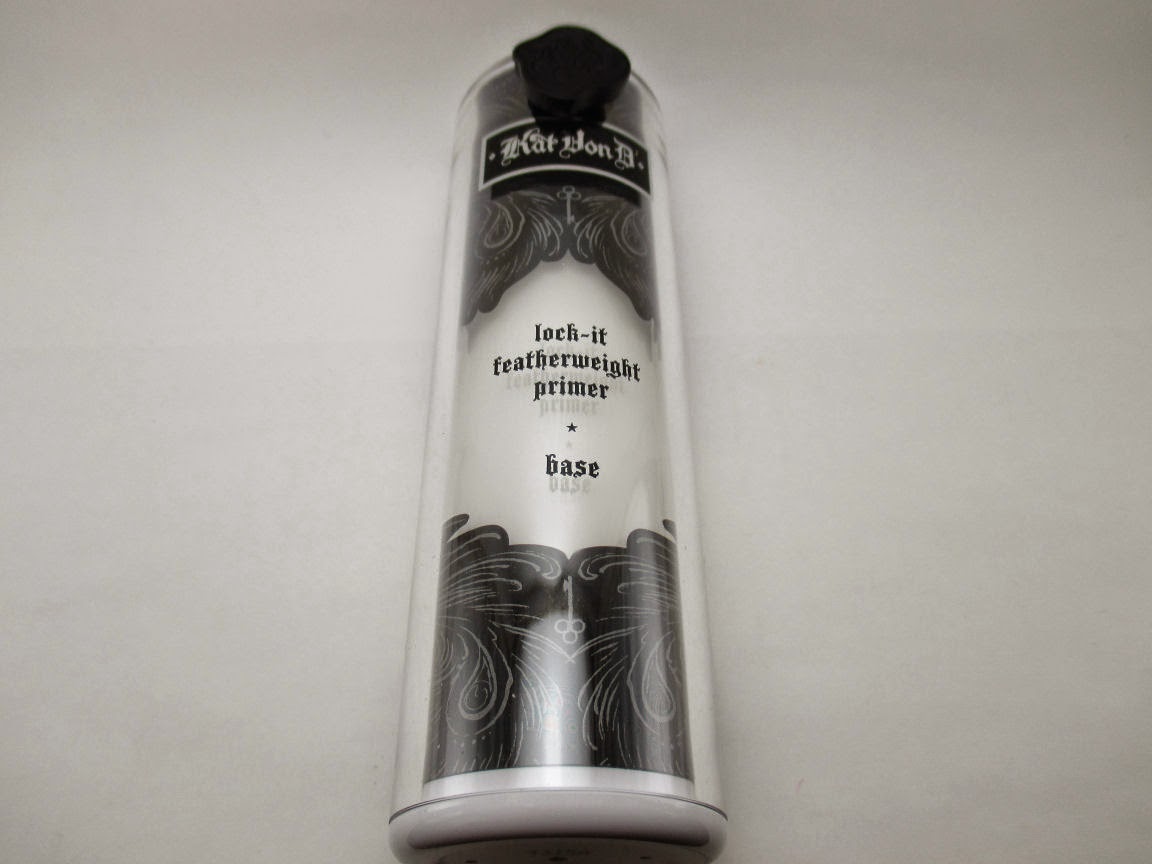 Kat Von D
lock-it
featherweight
primer
base